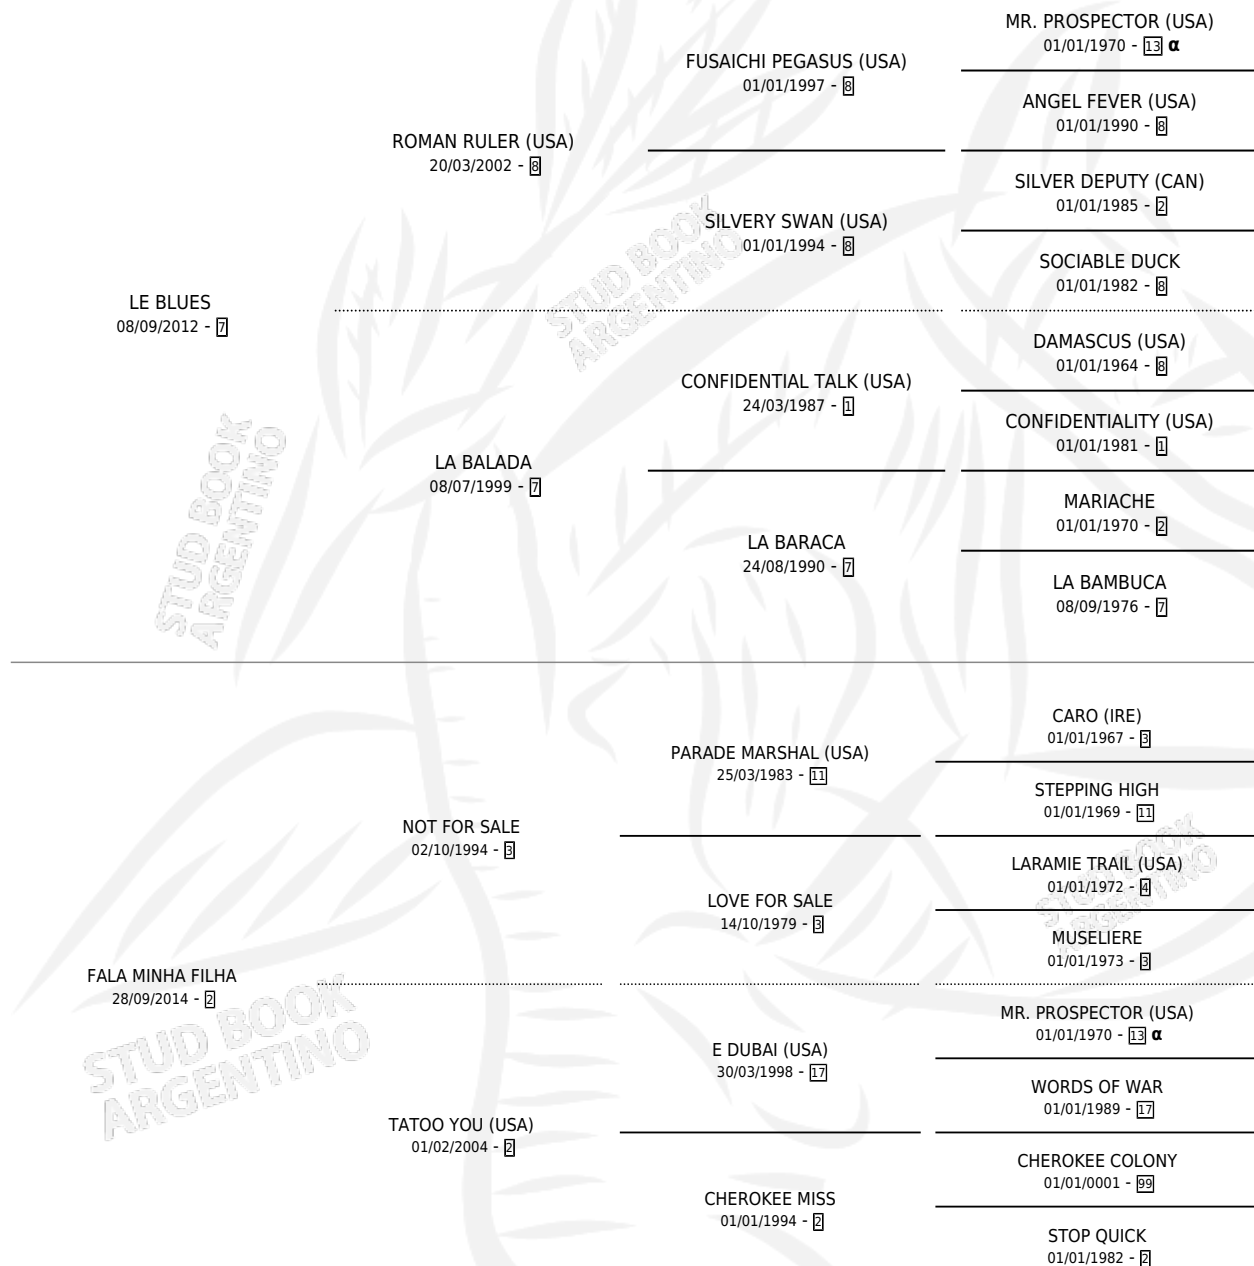 MR. PROSPECTOR (USA)
01/01/1970 - 13 α
FUSAICHI PEGASUS (USA)
01/01/1997 - 8
ANGEL FEVER (USA)
01/01/1990 - 8
ROMAN RULER (USA)
20/03/2002 - 8
SILVER DEPUTY (CAN)
01/01/1985 - 2
SILVERY SWAN (USA)
01/01/1994 - 8
SOCIABLE DUCK
01/01/1982 - 8
STUD BOOK
ARGENTINO
LE BLUES
08/09/2012 - 7
DAMASCUS (USA)
01/01/1964 - 8
CONFIDENTIAL TALK (USA)
24/03/1987 - 1
CONFIDENTIALITY (USA)
01/01/1981 - 1
LA BALADA
08/07/1999 - 7
MARIACHE
01/01/1970 - 2
LA BARACA
24/08/1990 - 7
LA BAMBUCA
08/09/1976 - 7
STUD BOOK
ARGENTINO
CARO (IRE)
01/01/1967 - 3
PARADE MARSHAL (USA)
25/03/1983 - 11
STEPPING HIGH
01/01/1969 - 11
NOT FOR SALE
02/10/1994 - 3
LARAMIE TRAIL (USA)
01/01/1972 - 4
LOVE FOR SALE
14/10/1979 - 3
MUSELIERE
01/01/1973 - 3
STUD BOOK
ARGENTINO
FALA MINHA FILHA
28/09/2014 - 2
MR. PROSPECTOR (USA)
01/01/1970 - 13 α
E DUBAI (USA)
30/03/1998 - 17
WORDS OF WAR
01/01/1989 - 17
TATOO YOU (USA)
01/02/2004 - 2
CHEROKEE COLONY
01/01/0001 - 99
CHEROKEE MISS
01/01/1994 - 2
STOP QUICK
01/01/1982 - 2
STUD BOOK
ARGENTINO